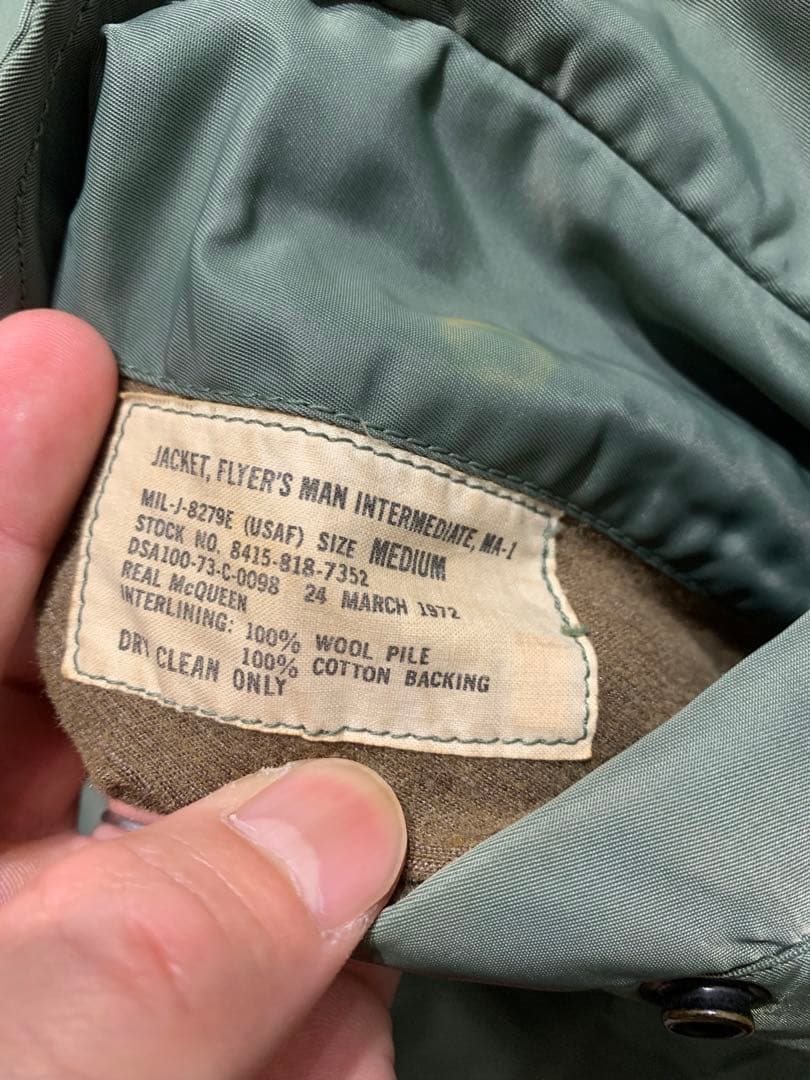 JACKET, FLYER'S MAN INTERMEDIATE, MA-1
MIL-J-8279E (USAF) SIZE MEDIUM
STOCK NO. 8415-818-7352
DSA100-73-C-0098 24 MARCH 1972
REAL McQUEEN
INTERLINING: 100% WOOL PILE
100% COTTON BACKING
DRY CLEAN ONLY